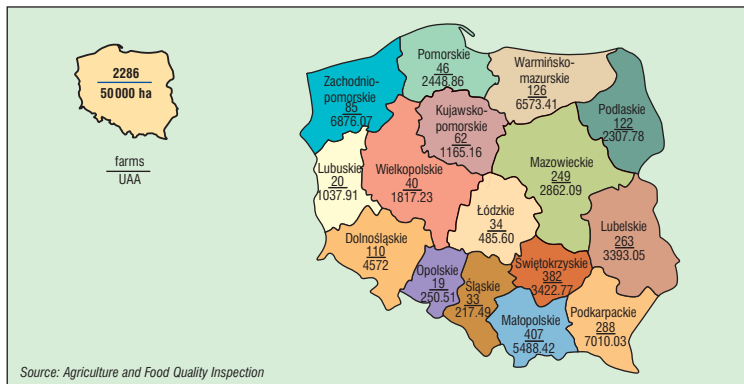 2286
50 000 ha
farms
UAA
Pomorskie
46
2448.86
Warmińsko-
mazurskie
126
6573.41
Zachodnio-
pomorskie
85
6876.07
Podlaskie
122
2307.78
Kujawsko-
pomorskie
62
1165.16
Mazowieckie
249
2862.09
Lubuskie
20
1037.91
Wielkopolskie
40
1817.23
Łódzkie
34
485.60
Lubelskie
263
3393.05
Dolnośląskie
110
4572
Opolskie
19
250.51
Śląskie
33
217.49
Świętokrzyskie
382
3422.77
Małopolskie
407
5488.42
Podkarpackie
288
7010.03
Source: Agriculture and Food Quality Inspection